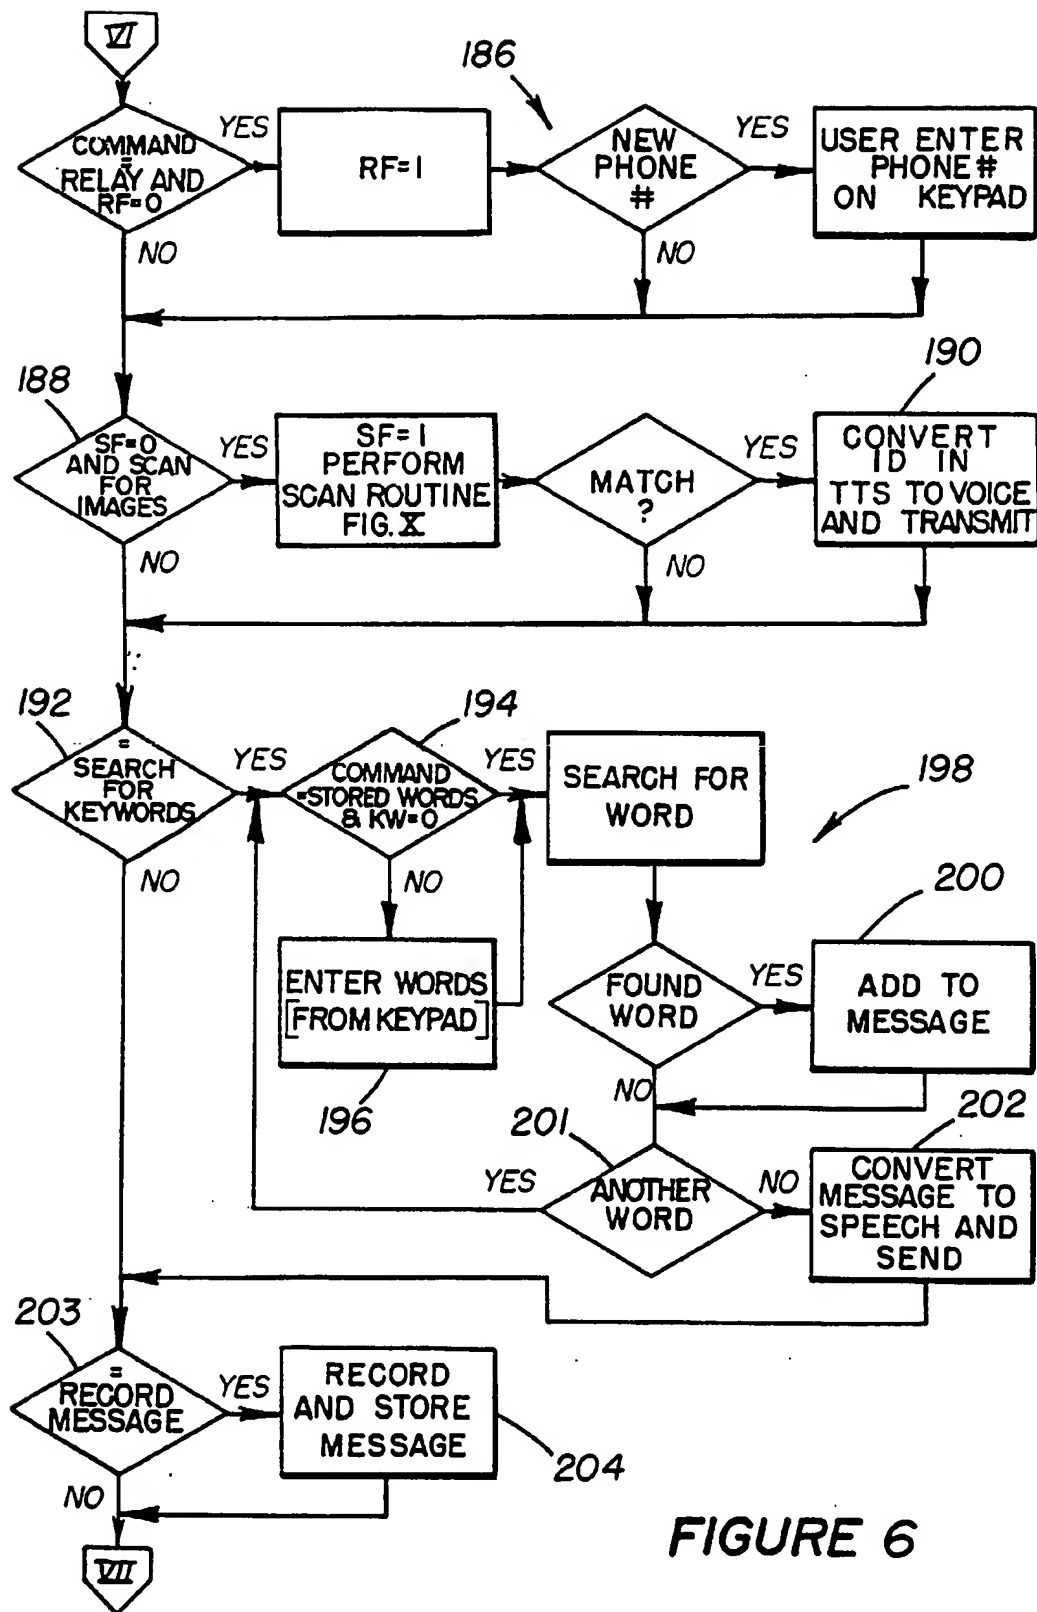 VI
186
COMMAND
=
RELAY AND
RF=0
YES
RF=1
NEW
PHONE
#
YES
USER ENTER
PHONE #
ON KEYPAD
NO
NO
188
190
SF=0
AND SCAN
FOR
IMAGES
YES
SF=1
PERFORM
SCAN ROUTINE
FIG. X
MATCH
?
YES
CONVERT
ID IN
TTS TO VOICE
AND TRANSMIT
NO
NO
192
194
=
SEARCH
FOR
KEYWORDS
YES
COMMAND
=STORED WORDS
& KW=0
YES
SEARCH FOR
WORD
198
NO
NO
200
ENTER WORDS
[FROM KEYPAD]
FOUND
WORD
YES
ADD TO
MESSAGE
196
NO
201
202
YES
ANOTHER
WORD
NO
CONVERT
MESSAGE TO
SPEECH AND
SEND
203
=
RECORD
MESSAGE
YES
RECORD
AND STORE
MESSAGE
204
NO
VII
FIGURE 6